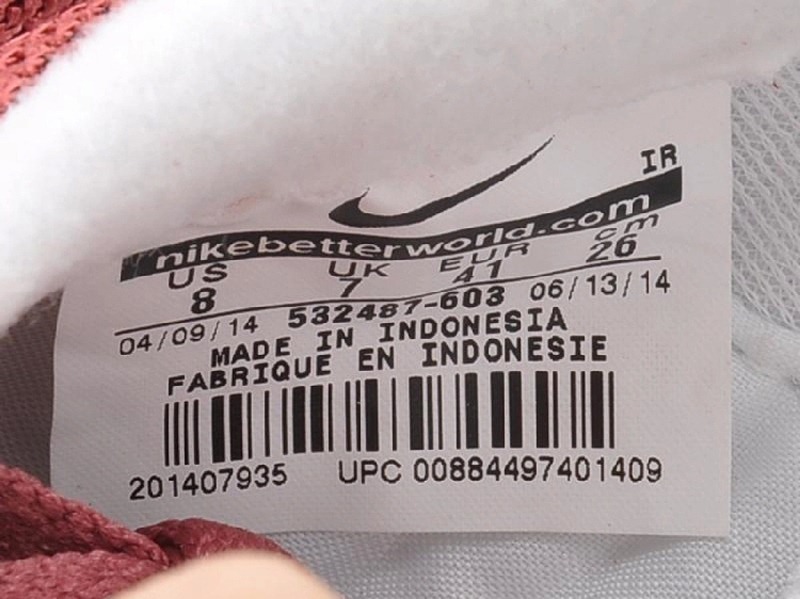 IR
nikebetterworld.com
US UK EUR cm
8 7 41 26
04/09/14 532487-603 06/13/14
MADE IN INDONESIA
FABRIQUE EN INDONESIE
201407935 UPC 00884497401409